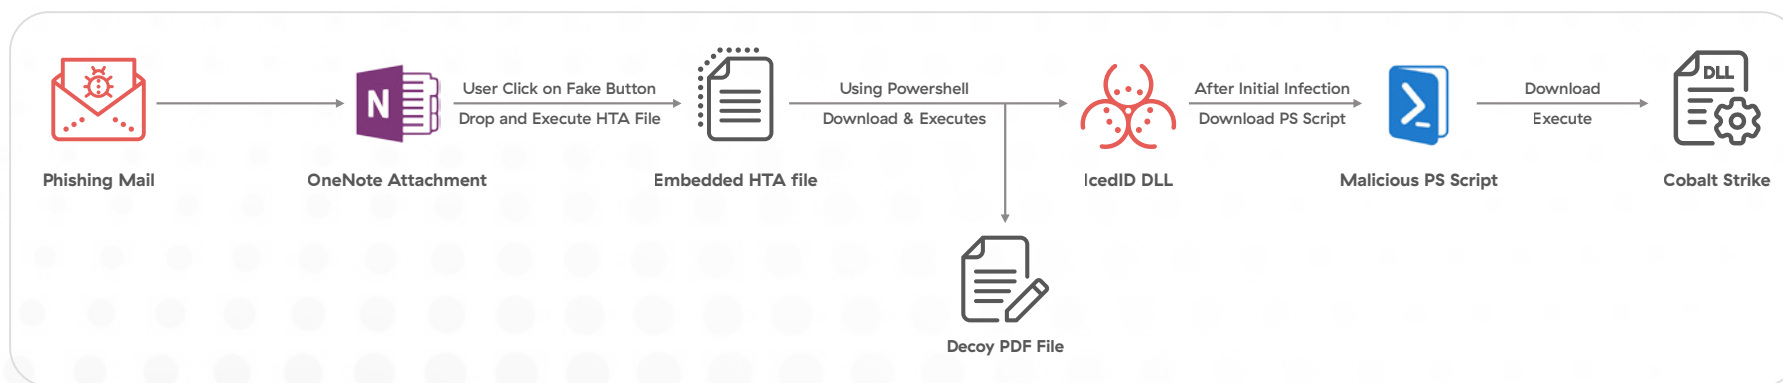 N
User Click on Fake Button
Drop and Execute HTA File
Using Powershell
Download & Executes
After Initial Infection
Download PS Script
Download
Execute
DLL
Phishing Mail
OneNote Attachment
Embedded HTA file
IcedID DLL
Malicious PS Script
Cobalt Strike
Decoy PDF File